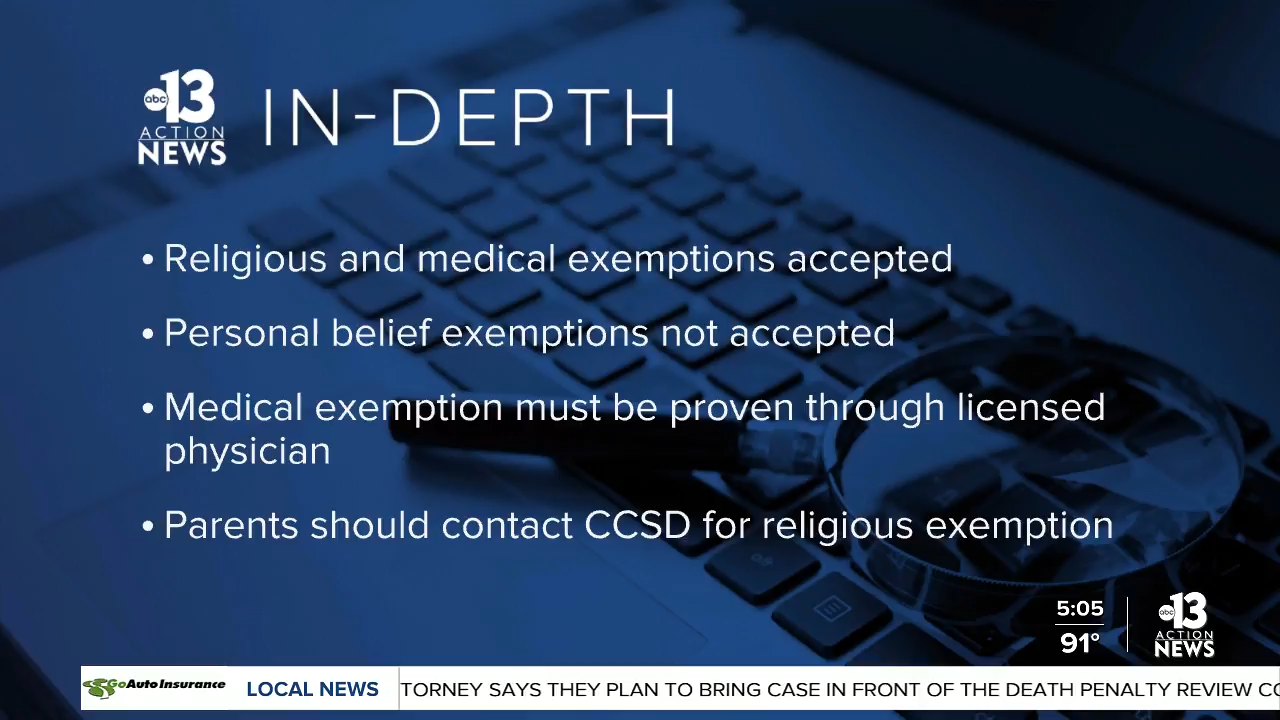 abc 13
ACTION
NEWS
IN-DEPTH
• Religious and medical exemptions accepted
• Personal belief exemptions not accepted
• Medical exemption must be proven through licensed
physician
• Parents should contact CCSD for religious exemption
5:05
91°
abc 13
ACTION
NEWS
GoAuto Insurance
LOCAL NEWS
TORNEY SAYS THEY PLAN TO BRING CASE IN FRONT OF THE DEATH PENALTY REVIEW